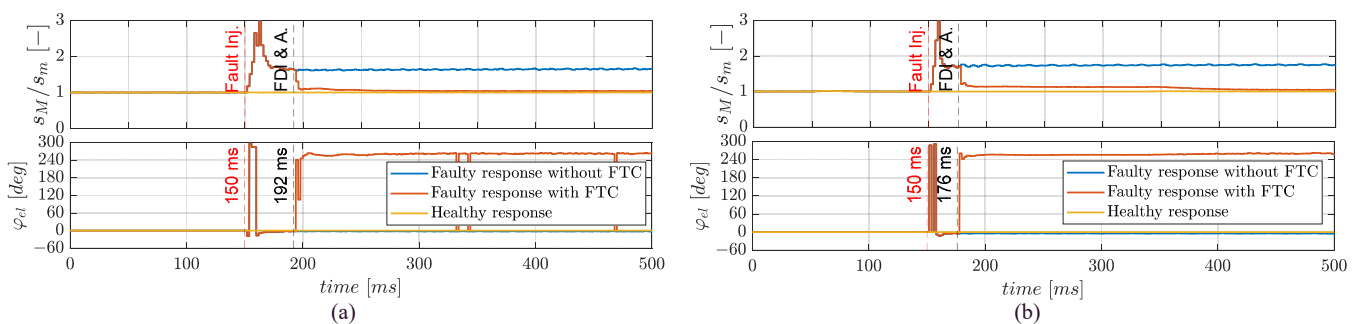 3
2
1
0
s_M/s_m [−]
Fault Inj.
FDI & A.
300
240
180
120
60
0
−60
φ_el [deg]
150 ms
192 ms
Faulty response without FTC
Faulty response with FTC
Healthy response
0
100
200
300
400
500
time [ms]
(a)
3
2
1
0
s_M/s_m [−]
Fault Inj.
FDI & A.
300
240
180
120
60
0
−60
φ_el [deg]
150 ms
176 ms
Faulty response without FTC
Faulty response with FTC
Healthy response
0
100
200
300
400
500
time [ms]
(b)